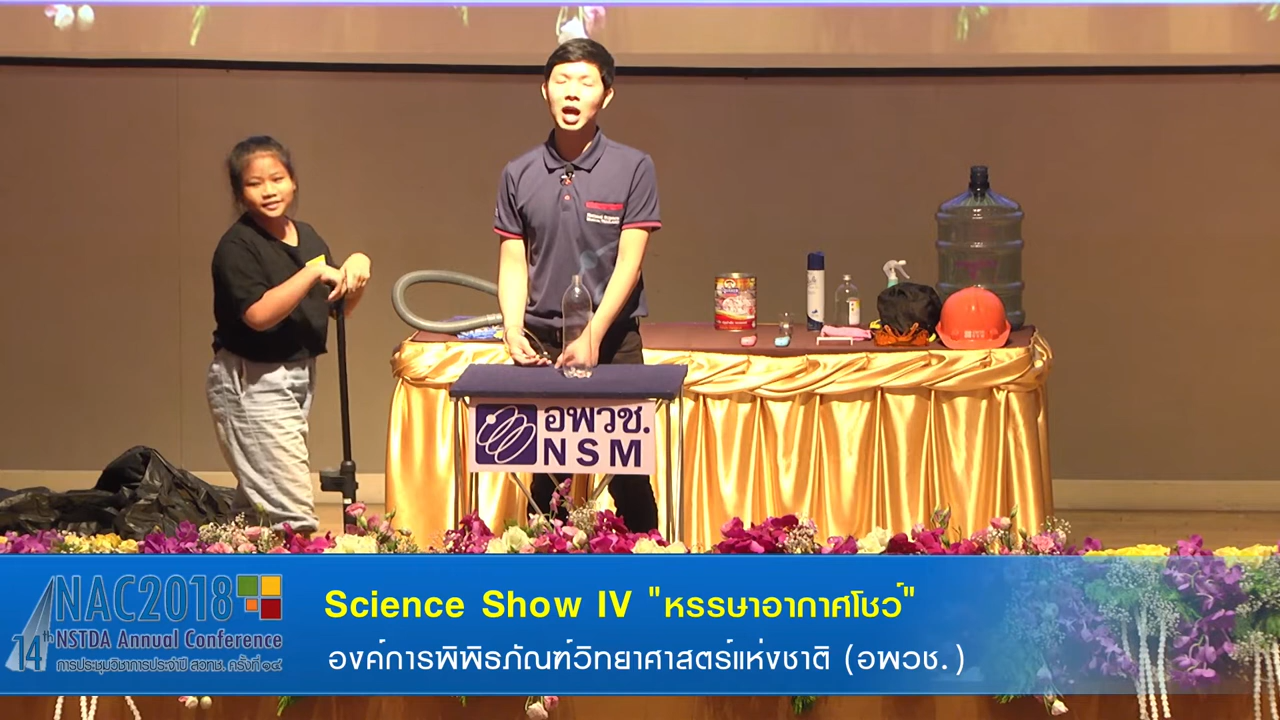 อพวช.
NSM
NAC2018
14th NSTDA Annual Conference
การประชุมวิชาการประจำปี สวทช. ครั้งที่ ๑๔
Science Show IV "หรรษาอากาศโชว์"
องค์การพิพิธภัณฑ์วิทยาศาสตร์แห่งชาติ (อพวช.)